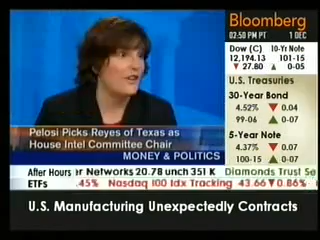 Bloomberg
02:50 PM PT 1 DEC
Dow (C) 10-Yr Note
12,194.13 101-15
▼ 27.80 ▲ 0-05
U.S. Treasuries
30-Year Bond
4.52% ▼ 0.04
99-06 ▲ 0-07
5-Year Note
4.37% ▼ 0.07
100-15 ▲ 0-07
Pelosi Picks Reyes of Texas as
House Intel Committee Chair
MONEY & POLITICS
After Hours er Networks 20.78 unch 351 K Diamonds Trust Se
ETFs .45% Nasdaq 100 Idx Tracking 43.66 ▼ 0.86%
U.S. Manufacturing Unexpectedly Contracts